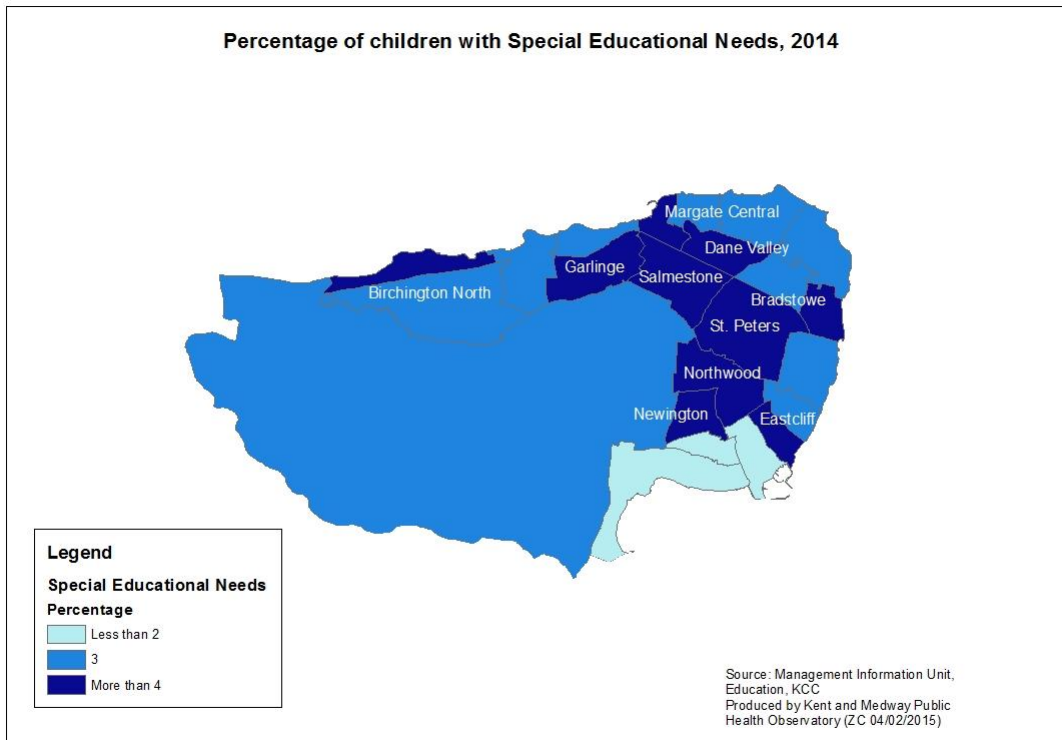 Percentage of children with Special Educational Needs, 2014
Margate Central
Dane Valley
Garlinge
Salmestone
Birchington North
Bradstowe
St. Peters
Northwood
Newington
Eastcliff
Legend
Special Educational Needs
Percentage
Less than 2
3
More than 4
Source: Management Information Unit,
Education, KCC
Produced by Kent and Medway Public
Health Observatory (ZC 04/02/2015)